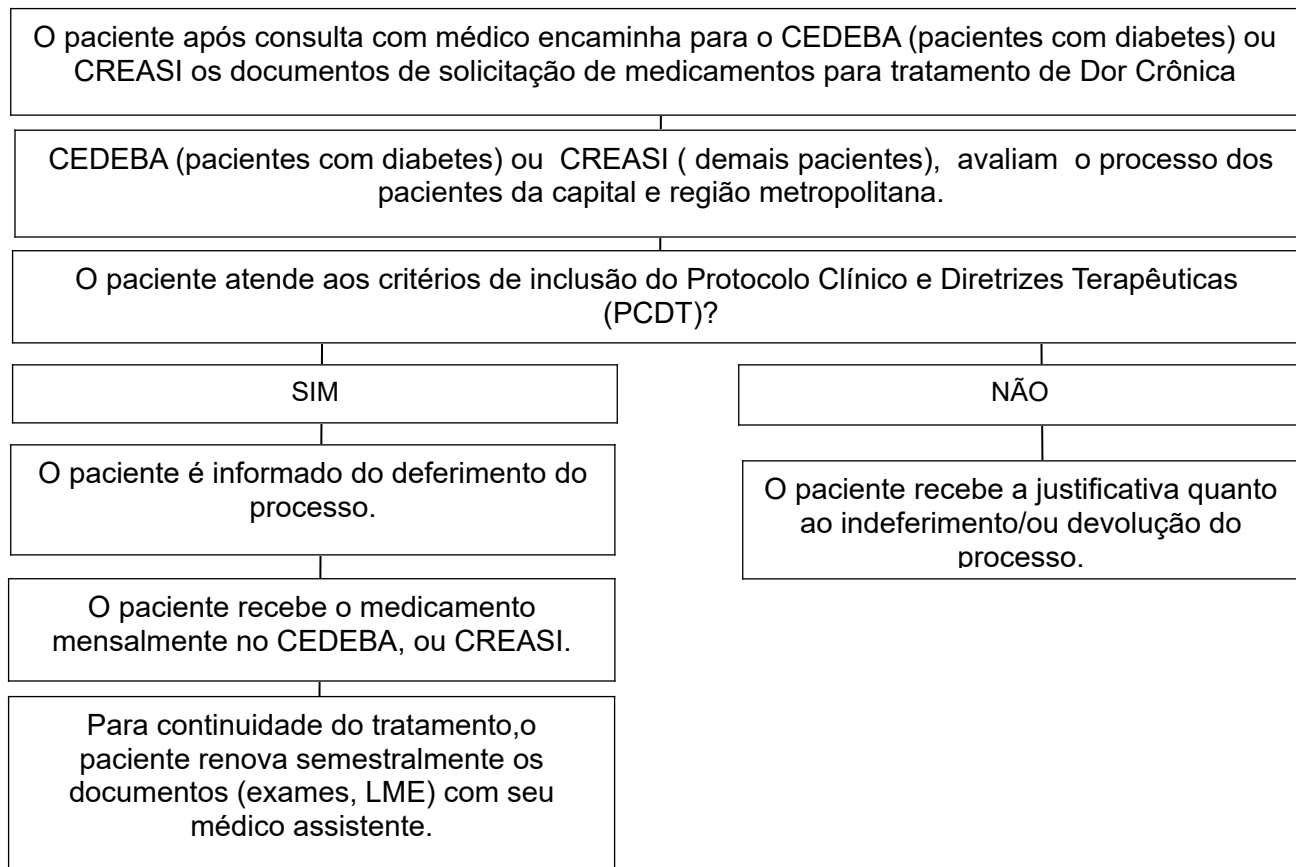 O paciente após consulta com médico encaminha para o CEDEBA (pacientes com diabetes) ou
CREASI os documentos de solicitação de medicamentos para tratamento de Dor Crônica
CEDEBA (pacientes com diabetes) ou CREASI ( demais pacientes), avaliam o processo dos
pacientes da capital e região metropolitana.
O paciente atende aos critérios de inclusão do Protocolo Clínico e Diretrizes Terapêuticas
(PCDT)?
SIM
O paciente é informado do deferimento do
processo.
O paciente recebe o medicamento
mensalmente no CEDEBA, ou CREASI.
Para continuidade do tratamento,o
paciente renova semestralmente os
documentos (exames, LME) com seu
médico assistente.
NÃO
O paciente recebe a justificativa quanto
ao indeferimento/ou devolução do
processo.